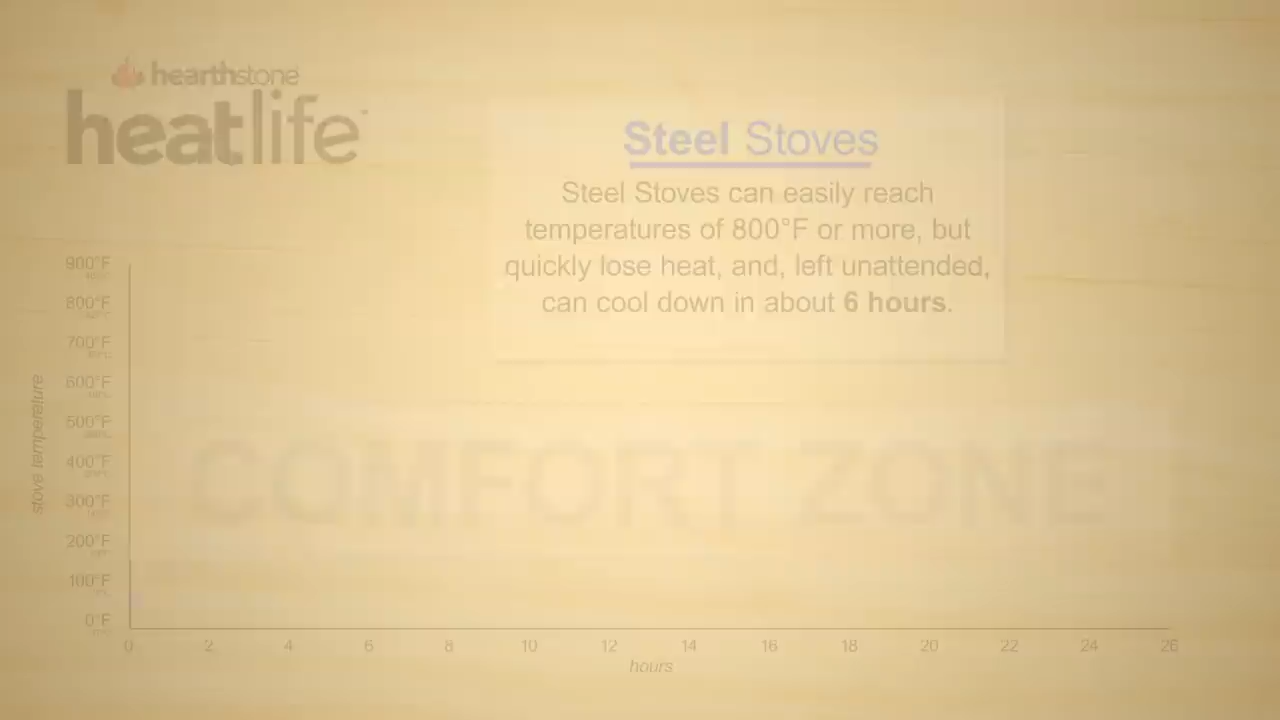 hearthstone
heatlife
Steel Stoves
Steel Stoves can easily reach
temperatures of 800°F or more, but
quickly lose heat, and, left unattended,
can cool down in about 6 hours.
900°F
800°F
700°F
600°F
500°F
400°F
300°F
200°F
100°F
0°F
stove temperature
COMFORT ZONE
0 2 4 6 8 10 12 14 16 18 20 22 24 26
hours